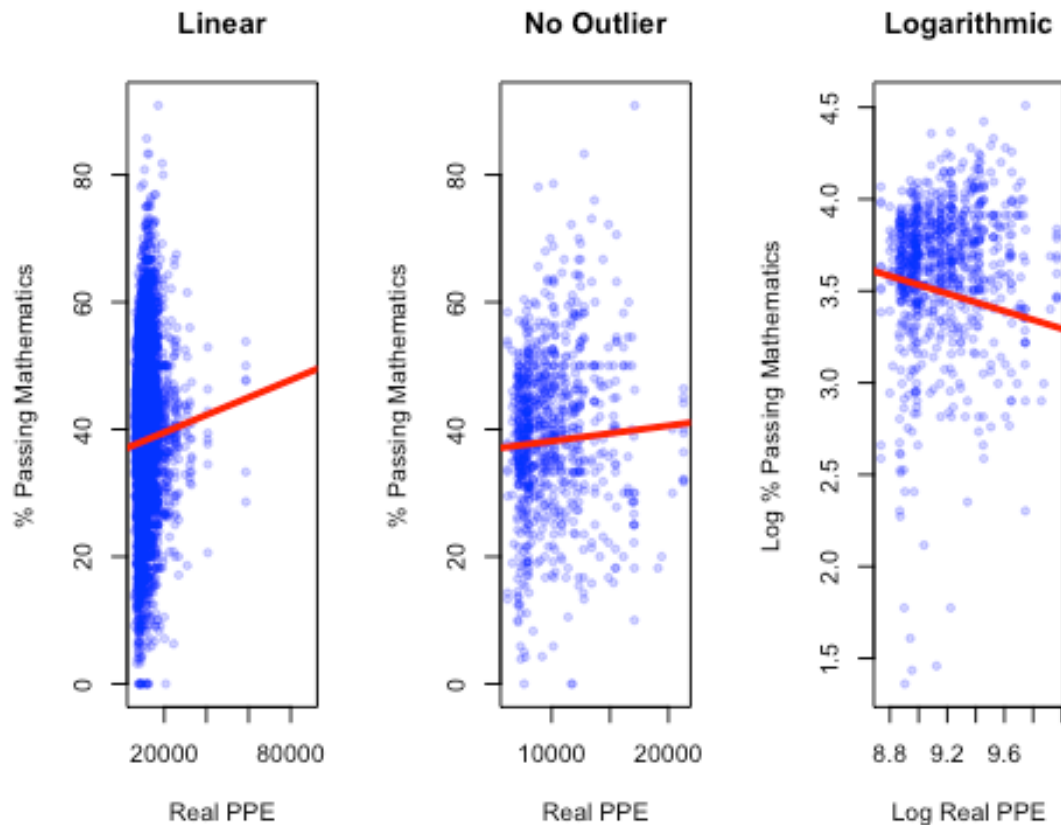 Linear
% Passing Mathematics
80
60
40
20
0
20000 80000
Real PPE
No Outlier
% Passing Mathematics
80
60
40
20
0
10000 20000
Real PPE
Logarithmic
Log % Passing Mathematics
4.5
4.0
3.5
3.0
2.5
2.0
1.5
8.8 9.2 9.6
Log Real PPE